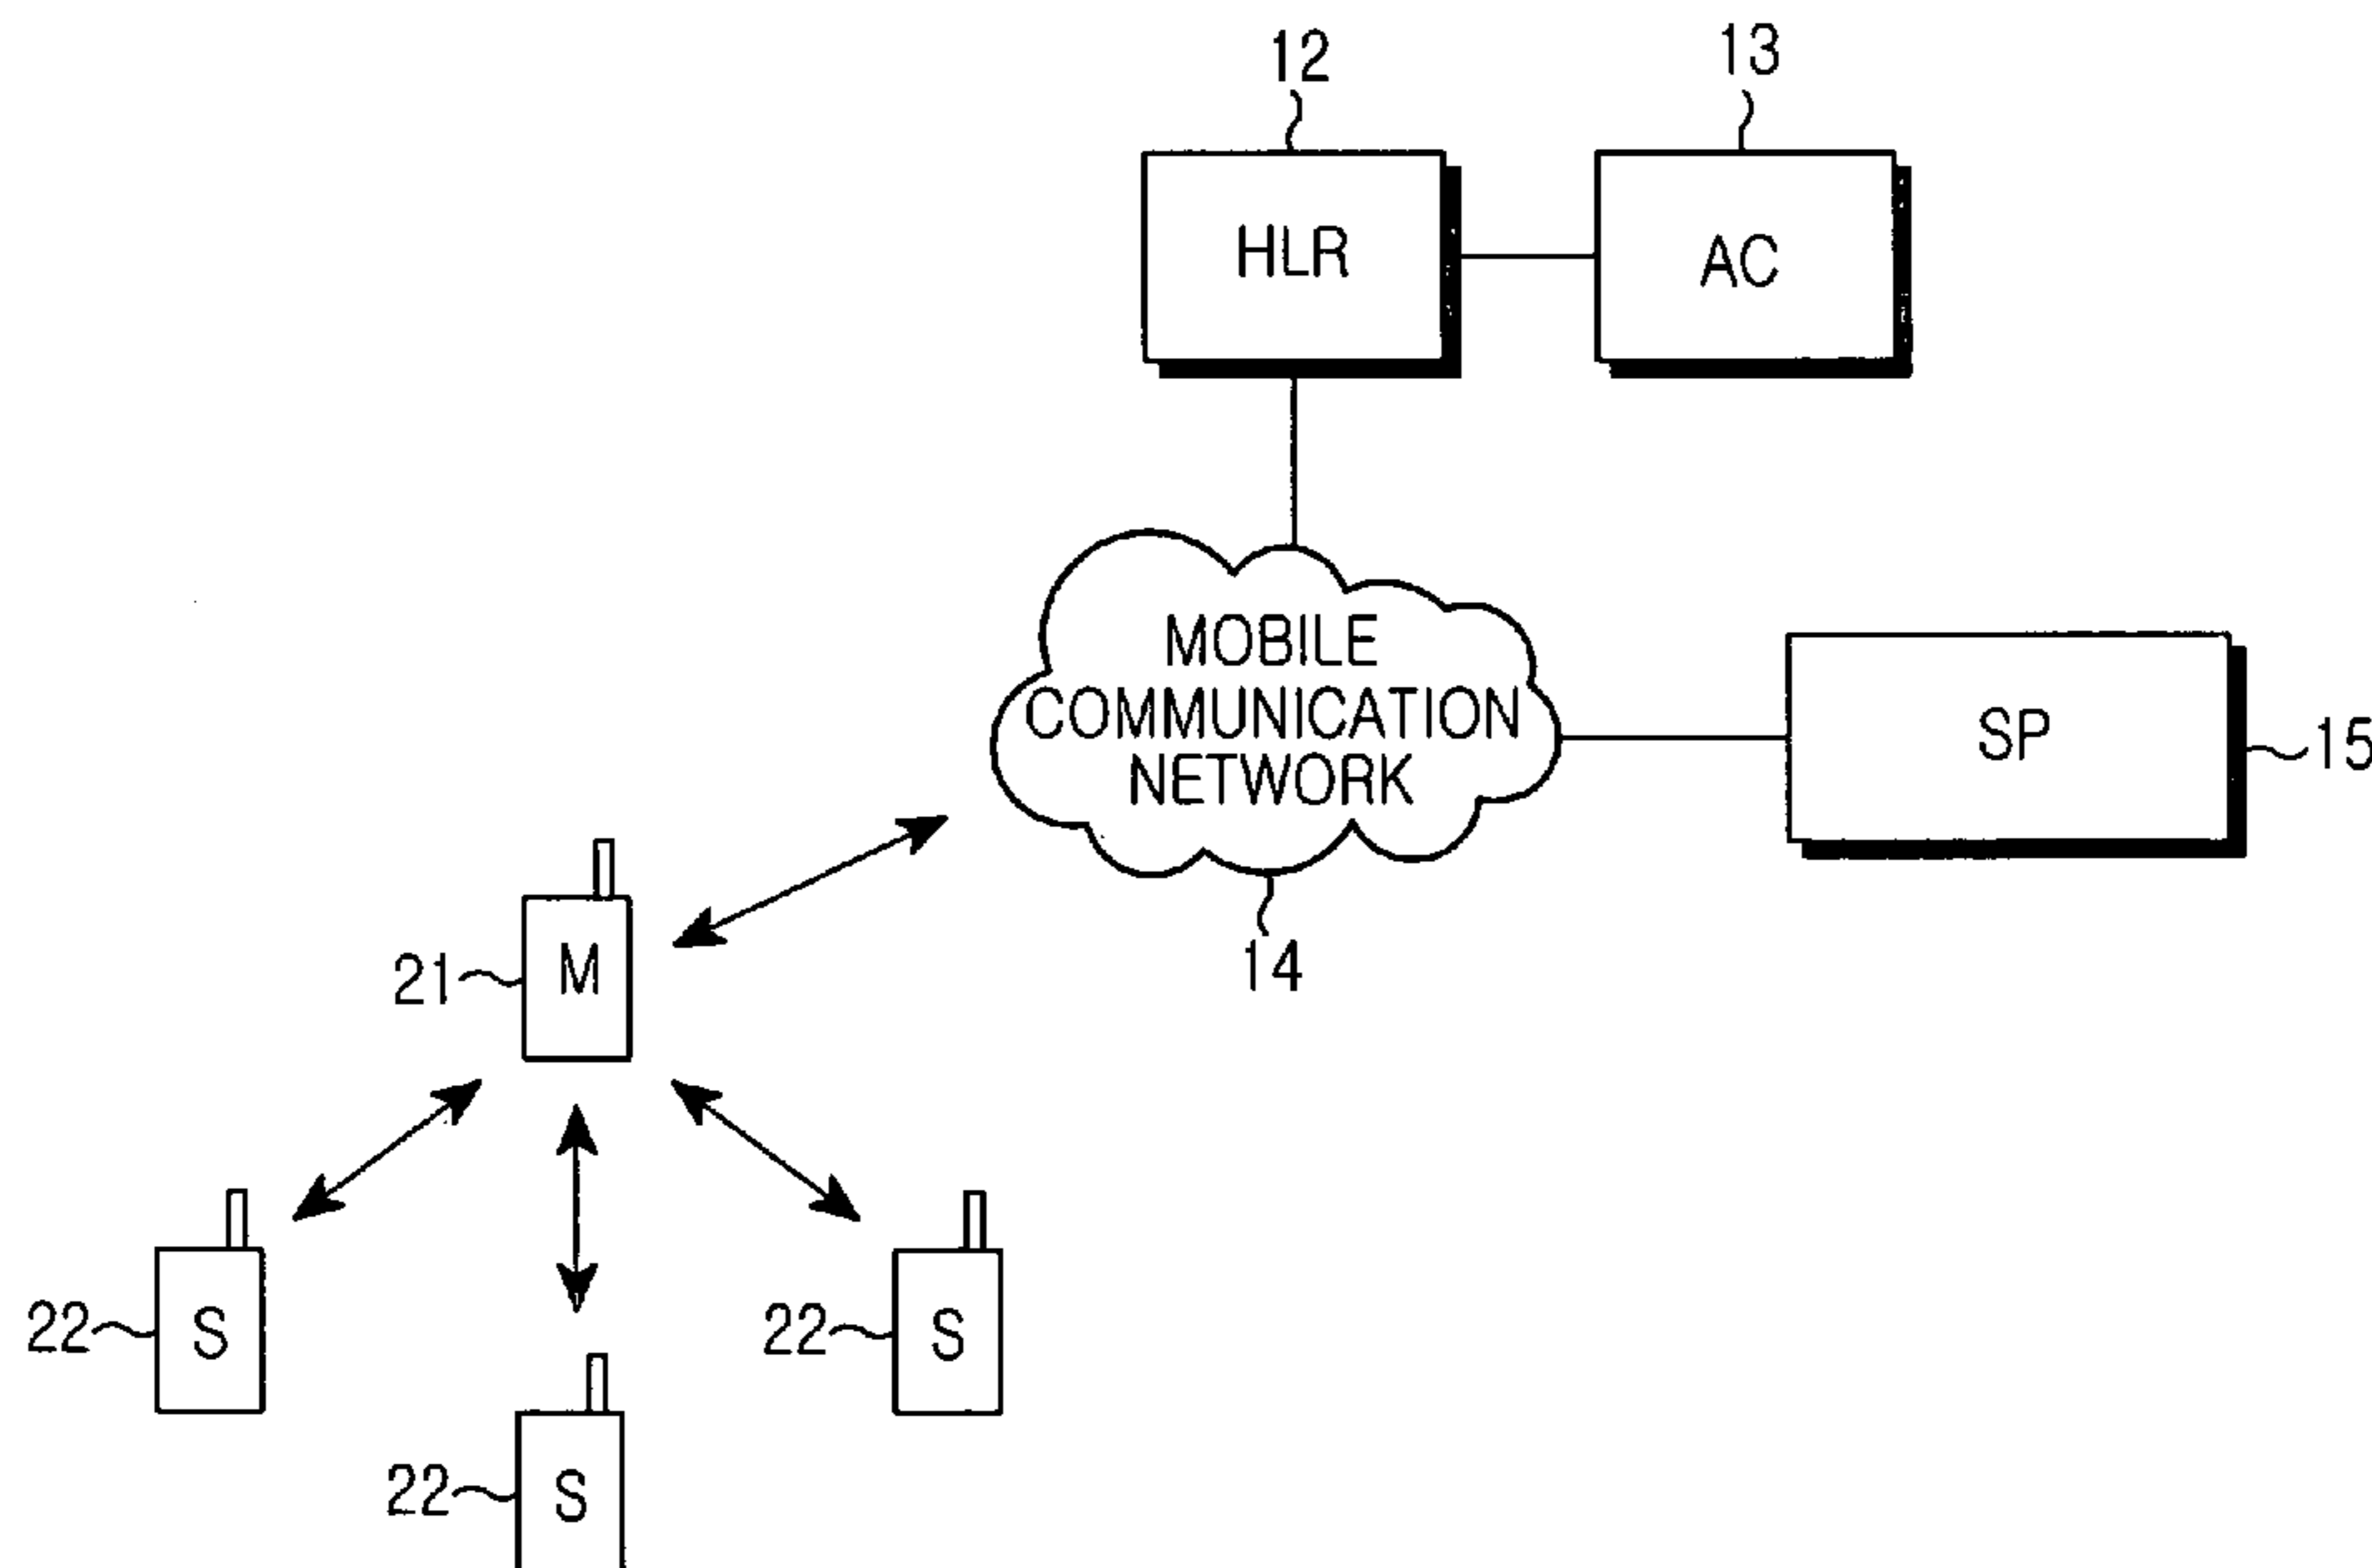 12
13
HLR
AC
MOBILE
COMMUNICATION
NETWORK
SP
15
14
21
M
22
S
22
S
22
S